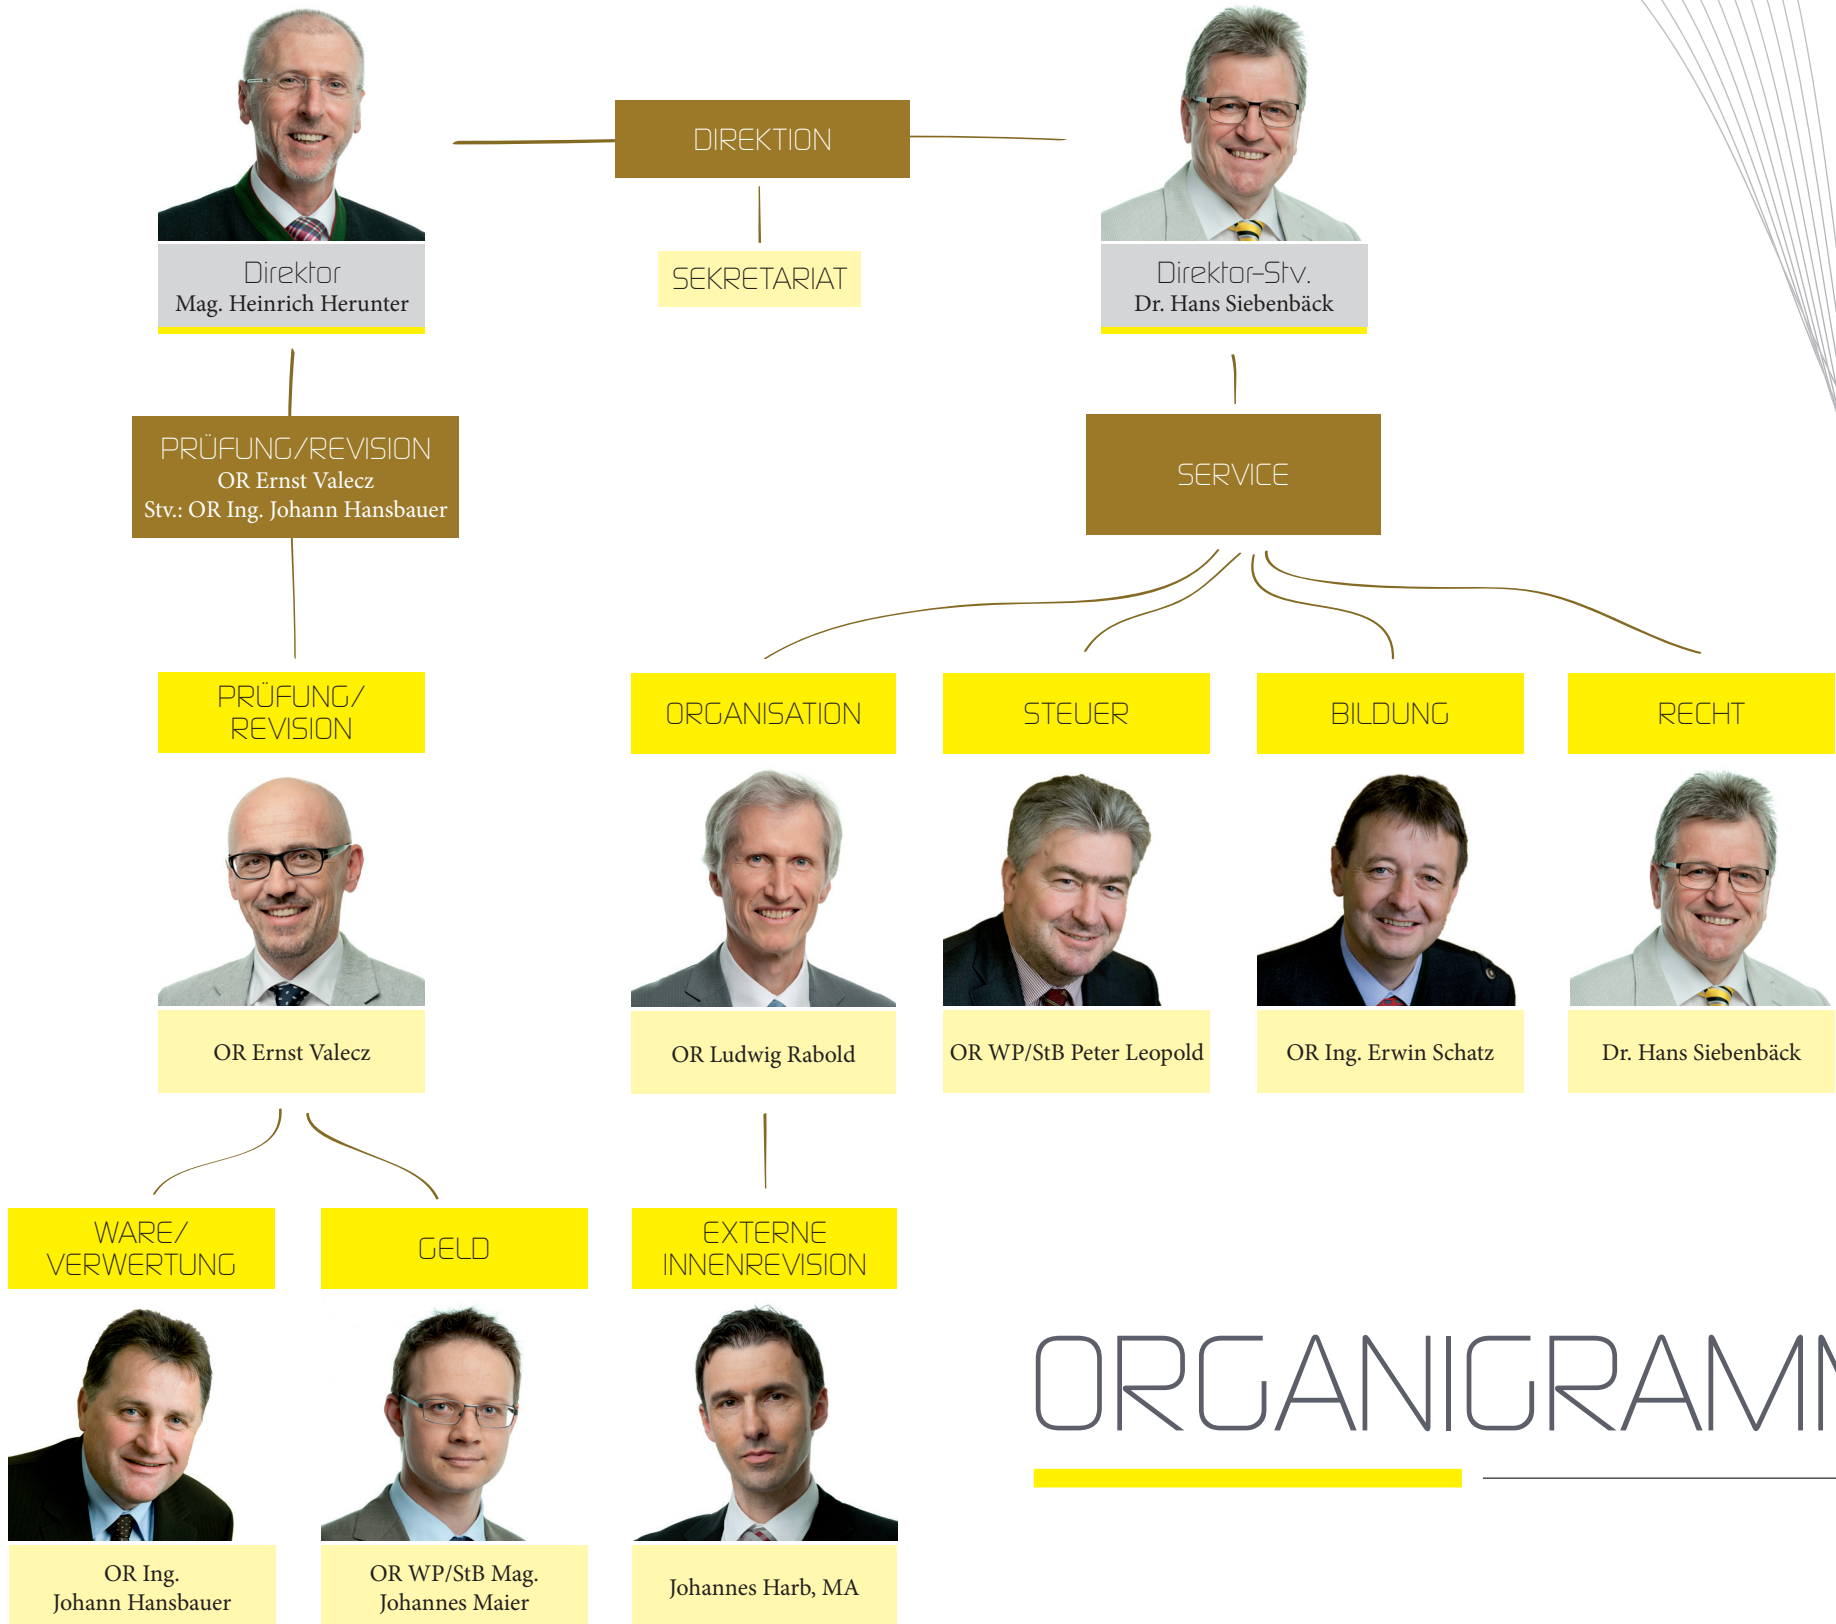 DIREKTION
SEKRETARIAT
Direktor
Mag. Heinrich Herunter
Direktor-Stv.
Dr. Hans Siebenbäck
PRÜFUNG/REVISION
OR Ernst Valecz
Stv.: OR Ing. Johann Hansbauer
SERVICE
PRÜFUNG/
REVISION
ORGANISATION
STEUER
BILDUNG
RECHT
OR Ernst Valecz
OR Ludwig Rabold
OR WP/StB Peter Leopold
OR Ing. Erwin Schatz
Dr. Hans Siebenbäck
WARE/
VERWERTUNG
GELD
EXTERNE
INNENREVISION
OR Ing.
Johann Hansbauer
OR WP/StB Mag.
Johannes Maier
Johannes Harb, MA
ORGANIGRAMM